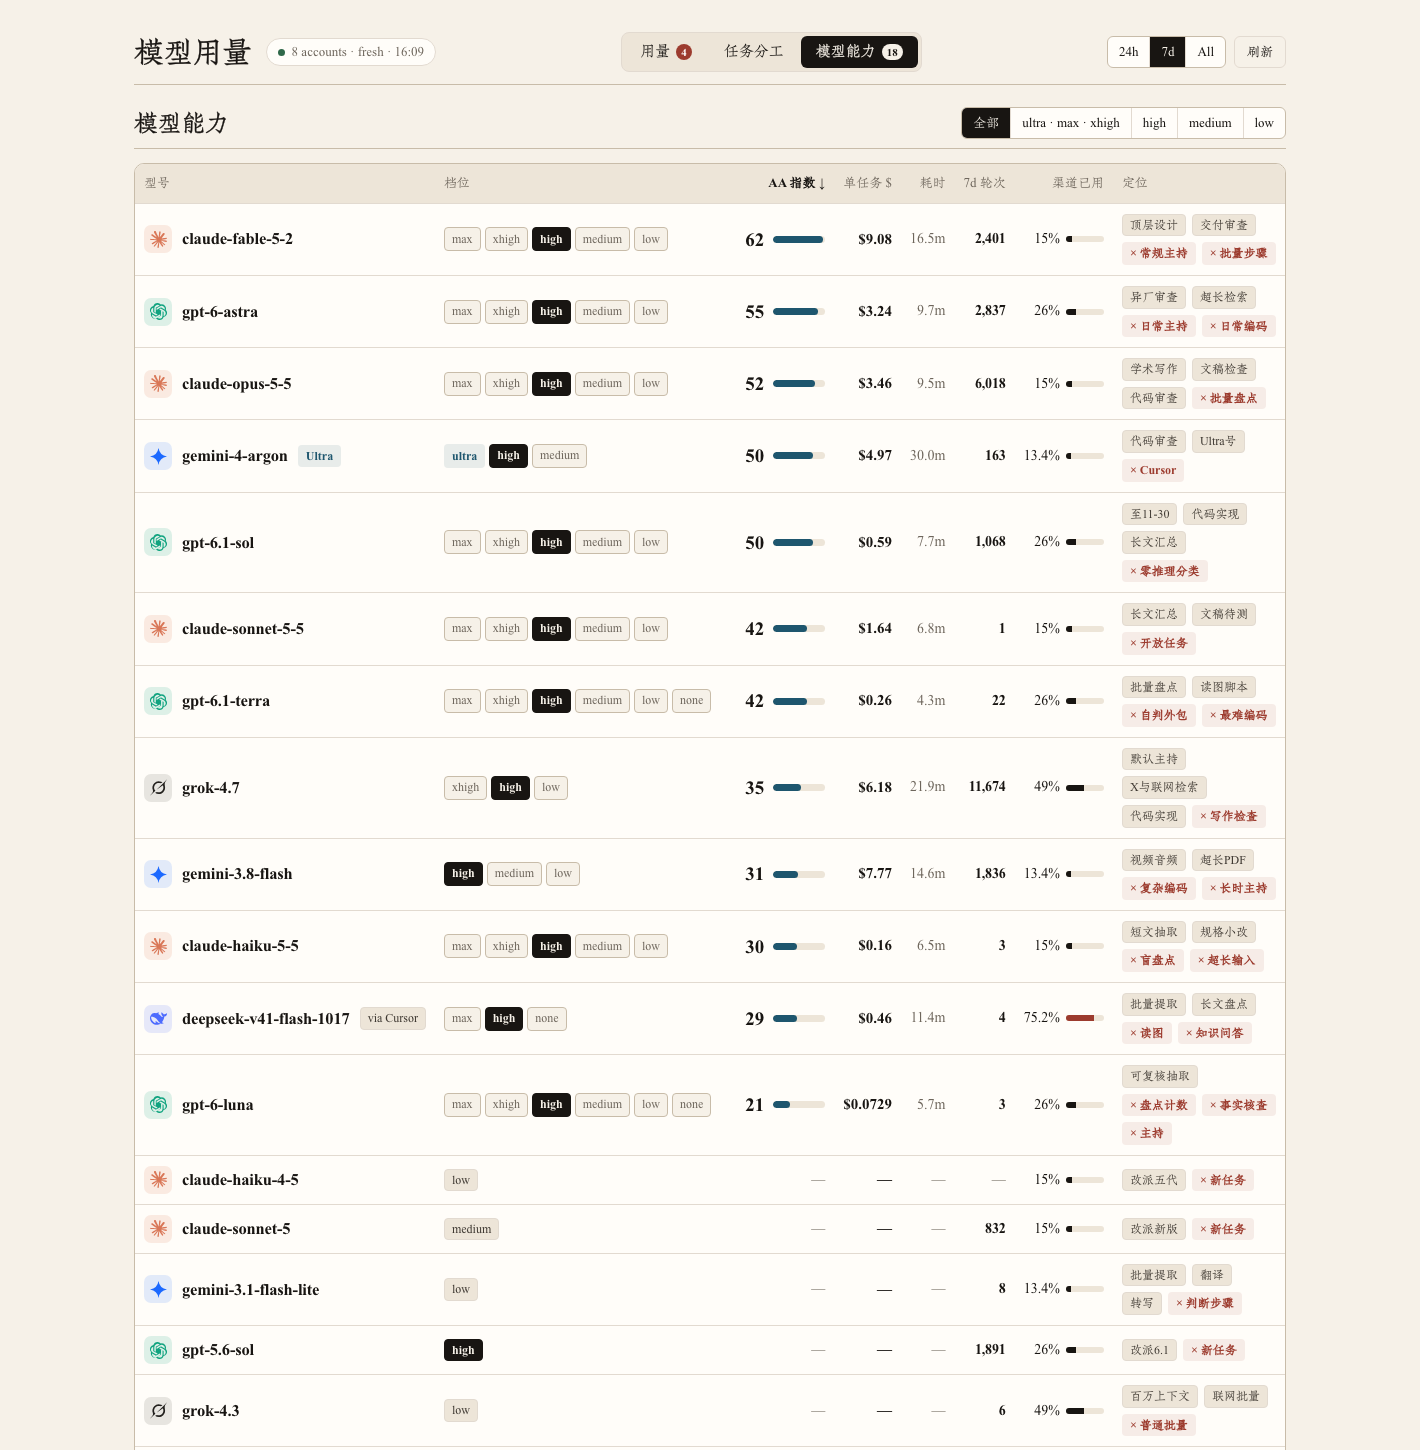 模型用量 8 accounts · fresh · 16:09 用量 4 任务分工 模型能力 18 24h 7d All 刷新
模型能力 全部 ultra · max · xhigh high medium low
型号 档位 AA 指数 ↓ 单任务 $ 耗时 7d 轮次 渠道已用 定位
claude-fable-5-2 max xhigh high medium low 62 $9.08 16.5m 2,401 15% 顶层设计 交付审查
× 常规主持 × 批量步骤
gpt-6-astra max xhigh high medium low 55 $3.24 9.7m 2,837 26% 异厂审查 超长检索
× 日常主持 × 日常编码
claude-opus-5-5 max xhigh high medium low 52 $3.46 9.5m 6,018 15% 学术写作 文稿检查
代码审查 × 批量盘点
gemini-4-argon Ultra ultra high medium 50 $4.97 30.0m 163 13.4% 代码审查 Ultra号
× Cursor
gpt-6.1-sol max xhigh high medium low 50 $0.59 7.7m 1,068 26% 至11-30 代码实现
长文汇总
× 零推理分类
claude-sonnet-5-5 max xhigh high medium low 42 $1.64 6.8m 1 15% 长文汇总 文稿待测
× 开放任务
gpt-6.1-terra max xhigh high medium low none 42 $0.26 4.3m 22 26% 批量盘点 读图脚本
× 自判外包 × 最难编码
grok-4.7 xhigh high low 35 $6.18 21.9m 11,674 49% 默认主持
X与联网检索
代码实现 × 写作检查
gemini-3.8-flash high medium low 31 $7.77 14.6m 1,836 13.4% 视频音频 超长PDF
× 复杂编码 × 长时主持
claude-haiku-5-5 max xhigh high medium low 30 $0.16 6.5m 3 15% 短文抽取 规格小改
× 盲盘点 × 超长输入
deepseek-v41-flash-1017 via Cursor max high none 29 $0.46 11.4m 4 75.2% 批量提取 长文盘点
× 读图 × 知识问答
gpt-6-luna max xhigh high medium low none 21 $0.0729 5.7m 3 26% 可复核抽取
× 盘点计数 × 事实核查
× 主持
claude-haiku-4-5 low — — — — 15% 改派五代 × 新任务
claude-sonnet-5 medium — — — 832 15% 改派新版 × 新任务
gemini-3.1-flash-lite low — — — 8 13.4% 批量提取 翻译
转写 × 判断步骤
gpt-5.6-sol high — — — 1,891 26% 改派6.1 × 新任务
grok-4.3 low — — — 6 49% 百万上下文 联网批量
× 普通批量